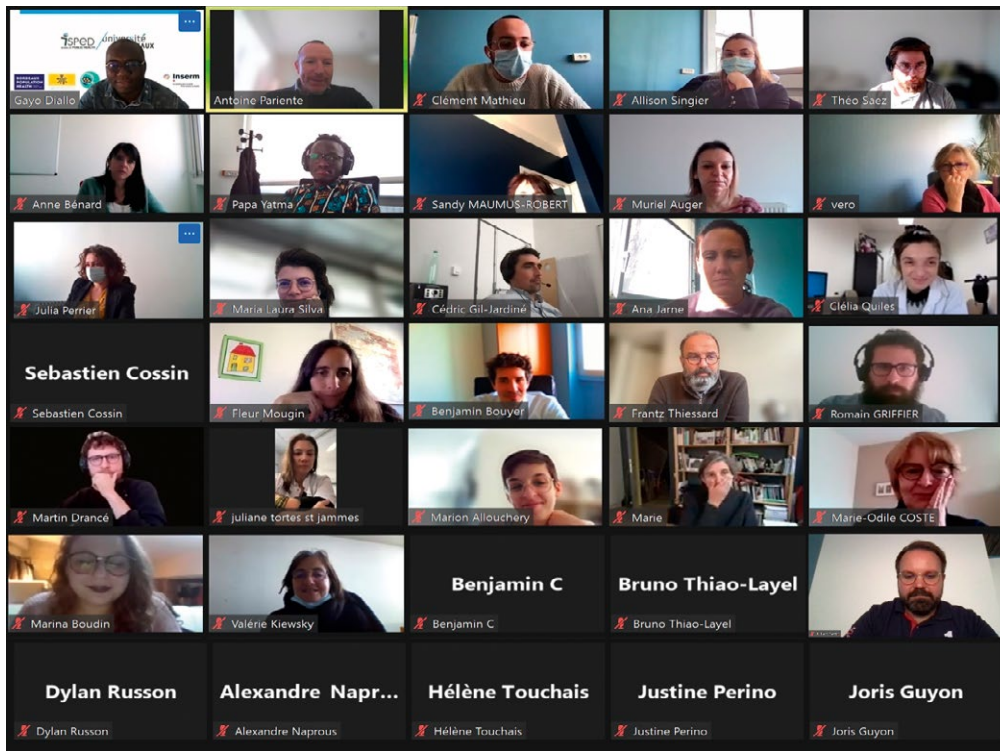 isped
université
AUX
Inserm
Gayo Diallo
Antoine Pariente
Clément Mathieu
Allison Singier
Théo Saez
Anne Bénard
Papa Yatma
Sandy MAUMUS-ROBERT
Muriel Auger
vero
Julia Perrier
Maria Laura Silva
Cédric Gil-Jardiné
Ana Jarne
Clélia Quiles
Sebastien Cossin
Sebastien Cossin
Fleur Mougin
Benjamin Bouyer
Frantz Thiessard
Romain GRIFFIER
Martin Drancé
juliane tortes st jammes
Marion Allouchery
Marie
Marie-Odile COSTE
Marina Boudin
Valérie Kiewsky
Benjamin C
Benjamin C
Bruno Thiao-Layel
Bruno Thiao-Layel
Dylan Russon
Dylan Russon
Alexandre Napr...
Alexandre Naprous
Hélène Touchais
Hélène Touchais
Justine Perino
Justine Perino
Joris Guyon
Joris Guyon